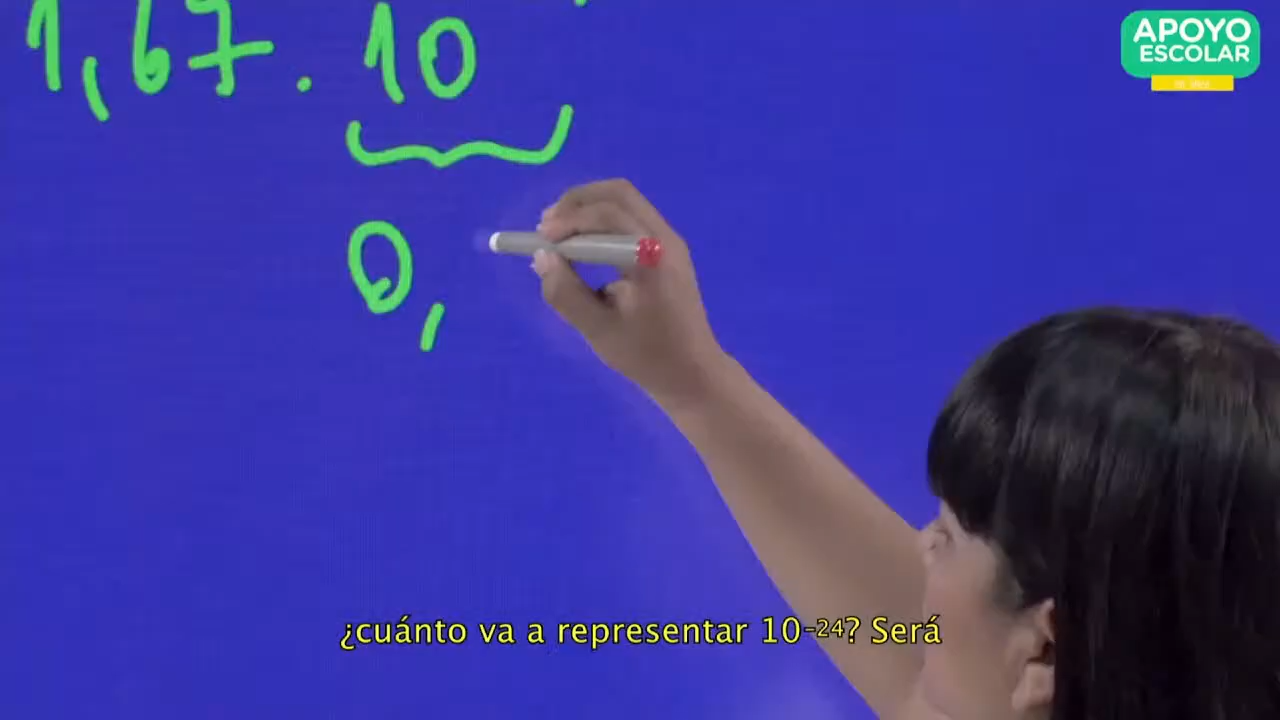 1,67 . 10
0,
APOYO
ESCOLAR
¿cuánto va a representar 10⁻²⁴? Será